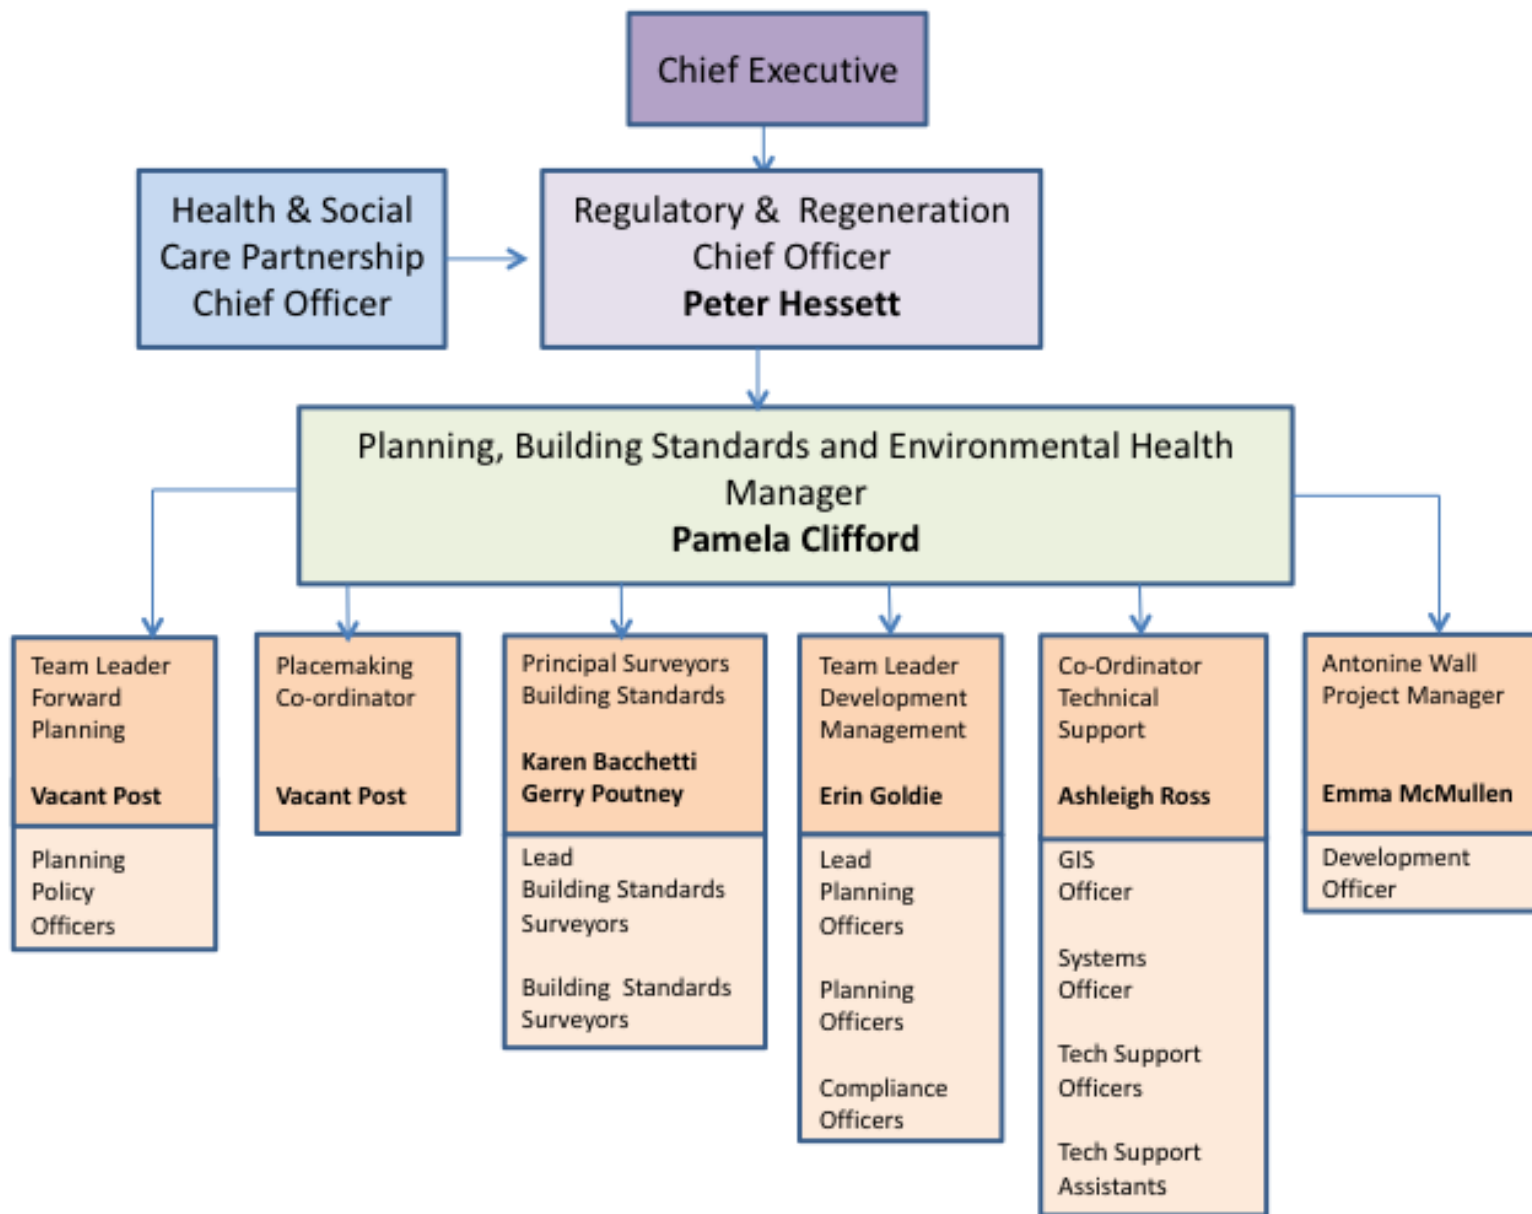 Chief Executive
Health & Social
Care Partnership
Chief Officer
Regulatory &  Regeneration
Chief Officer
Peter Hessett
Planning, Building Standards and Environmental Health
Manager
Pamela Clifford
Team Leader
Forward
Planning
Vacant Post
Planning
Policy
Officers
Placemaking
Co-ordinator
Vacant Post
Principal Surveyors
Building Standards
Karen Bacchetti
Gerry Poutney
Lead
Building Standards
Surveyors
Building  Standards
Surveyors
Team Leader
Development
Management
Erin Goldie
Lead
Planning
Officers
Planning
Officers
Compliance
Officers
Co-Ordinator
Technical
Support
Ashleigh Ross
GIS
Officer
Systems
Officer
Tech Support
Officers
Tech Support
Assistants
Antonine Wall
Project Manager
Emma McMullen
Development
Officer